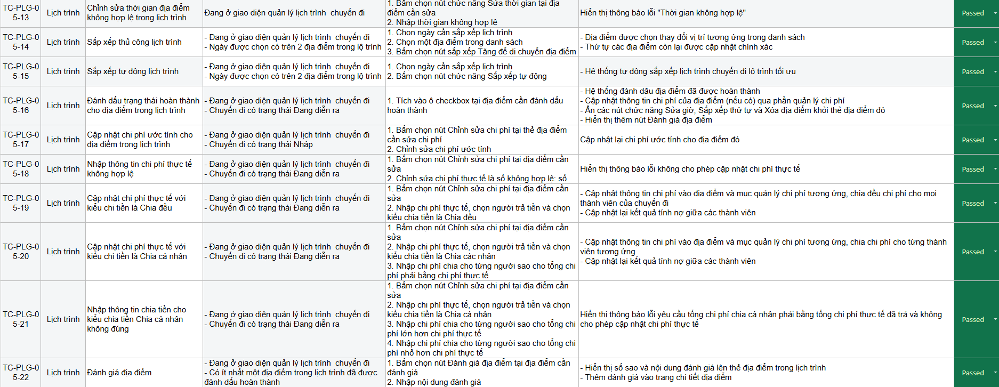 TC-PLG-0
5-13
Lịch trình
Chỉnh sửa thời gian địa điểm
không hợp lệ trong lịch trình
Đang ở giao diện quản lý lịch trình  chuyến đi
1. Bấm chọn nút chức năng Sửa thời gian tại địa
điểm cần sửa
2. Nhập thời gian không hợp lệ
Hiển thị thông báo lỗi "Thời gian không hợp lệ"
Passed
TC-PLG-0
5-14
Lịch trình
Sắp xếp thủ công lịch trình
- Đang ở giao diện quản lý lịch trình  chuyến đi
- Ngày được chọn có trên 2 địa điểm trong lộ trình
1. Chọn ngày cần sắp xếp lịch trình
2. Chọn một địa điểm trong danh sách
3. Bấm chọn nút sắp xếp Tăng để di chuyển địa điểm
- Địa điểm được chọn thay đổi vị trí tương ứng trong danh sách
- Thứ tự các địa điểm còn lại được cập nhật chính xác
Passed
TC-PLG-0
5-15
Lịch trình
Sắp xếp tự động lịch trình
- Đang ở giao diện quản lý lịch trình  chuyến đi
- Ngày được chọn có trên 2 địa điểm trong lộ trình
1. Chọn ngày cần sắp xếp lịch trình
2. Bấm chọn nút chức năng Sắp xếp tự động
- Hệ thống tự động sắp xếp lịch trình chuyến đi lộ trình tối ưu
Passed
TC-PLG-0
5-16
Lịch trình
Đánh dấu trạng thái hoàn thành
cho địa điểm trong lịch trình
- Đang ở giao diện quản lý lịch trình  chuyến đi
- Chuyến đi có trạng thái Đang diễn ra
1. Tích vào ô checkbox tại địa điểm cần đánh dấu
hoàn thành
- Hệ thống đánh dâu địa điểm đã được hoàn thành
- Cập nhật thông tin chi phí của địa điểm (nếu có) qua phần quản lý chi phí
- Ẩn các nút chức năng Sửa giờ, Sắp xếp thứ tự và Xóa địa điểm khỏi thẻ địa điểm đó
- Hiển thị thêm nút Đánh giá địa điểm
Passed
TC-PLG-0
5-17
Lịch trình
Cập nhật chi phí ước tính cho
địa điểm trong lịch trình
- Đang ở giao diện quản lý lịch trình  chuyến đi
- Chuyến đi có trạng thái Nháp
1. Bấm chọn nút Chỉnh sửa chi phí tại thẻ địa điểm
cần sửa chi phí
2. Chỉnh sửa chi phí ước tính
Cập nhật lại chi phí ước tính cho địa điểm đó
Passed
TC-PLG-0
5-18
Lịch trình
Nhập thông tin chi phí thực tế
không hợp lệ
- Đang ở giao diện quản lý lịch trình  chuyến đi
- Chuyến đi có trạng thái Đang diễn ra
1. Bấm chọn nút Chỉnh sửa chi phí tại địa điểm cần
sửa
2. Chỉnh sửa chi phí thực tế là số không hợp lệ: số
Hiển thị thông báo lỗi không cho phép cập nhật chi phí thực tế
Passed
TC-PLG-0
5-19
Lịch trình
Cập nhật chi phí thực tế với
kiểu chi tiền là Chia đều
- Đang ở giao diện quản lý lịch trình  chuyến đi
- Chuyến đi có trạng thái Đang diễn ra
1. Bấm chọn nút Chỉnh sửa chi phí tại địa điểm cần
sửa
2. Nhập chi phí thực tế, chọn người trả tiền và chọn
kiểu chia tiền là Chia đều
- Cập nhật thông tin chi phí vào địa điểm và mục quản lý chi phí tương ứng, chia đều chi phí cho mọi
thành viên của chuyến đi
- Cập nhật lại kết quả tính nợ giữa các thành viên
Passed
TC-PLG-0
5-20
Lịch trình
Cập nhật chi phí thực tế với
kiểu chi tiền là Chia cá nhân
- Đang ở giao diện quản lý lịch trình  chuyến đi
- Chuyến đi có trạng thái Đang diễn ra
1. Bấm chọn nút Chỉnh sửa chi phí tại địa điểm cần
sửa
2. Nhập chi phí thực tế, chọn người trả tiền và chọn
kiểu chia tiền là Chia các nhân
3. Nhập chi phí chia cho từng người sao cho tổng chi
phí phải bằng chi phí thực tế
- Cập nhật thông tin chi phí vào địa điểm và mục quản lý chi phí tương ứng, chia chi phí cho từng thành
viên tương ứng
- Cập nhật lại kết quả tính nợ giữa các thành viên
Passed
TC-PLG-0
5-21
Lịch trình
Nhập thông tin chia tiền cho
kiểu chia tiền Chia cá nhân
không đúng
- Đang ở giao diện quản lý lịch trình  chuyến đi
- Chuyến đi có trạng thái Đang diễn ra
1. Bấm chọn nút Chỉnh sửa chi phí tại địa điểm cần
sửa
2. Nhập chi phí thực tế, chọn người trả tiền và chọn
kiểu chia tiền là Chia cá nhân
3. Nhập chi phí chia cho từng người sao cho tổng chi
phí lớn hơn chi phí thực tế
4. Nhập chi phí chia cho từng người sao cho tổng chi
phí nhỏ hơn chi phí thực tế
Hiển thị thông báo lỗi yêu cầu tổng chi phí chia cá nhân phải bằng tổng chi phí thực tế đã trả và không
cho phép cập nhật chi phí thực tế
Passed
TC-PLG-0
5-22
Lịch trình
Đánh giá địa điểm
- Đang ở giao diện quản lý lịch trình  chuyến đi
- Có ít nhất một địa điểm trong lịch trình đã được
đánh dấu hoàn thành
1. Bấm chọn nút Đánh giá địa điểm tại địa điểm cần
đánh giá
2. Nhập nội dung đánh giá
- Hiển thị số sao và nội dung đánh giá lên thẻ địa điểm trong lịch trình
- Thêm đánh giá vào trang chi tiết địa điểm
Passed